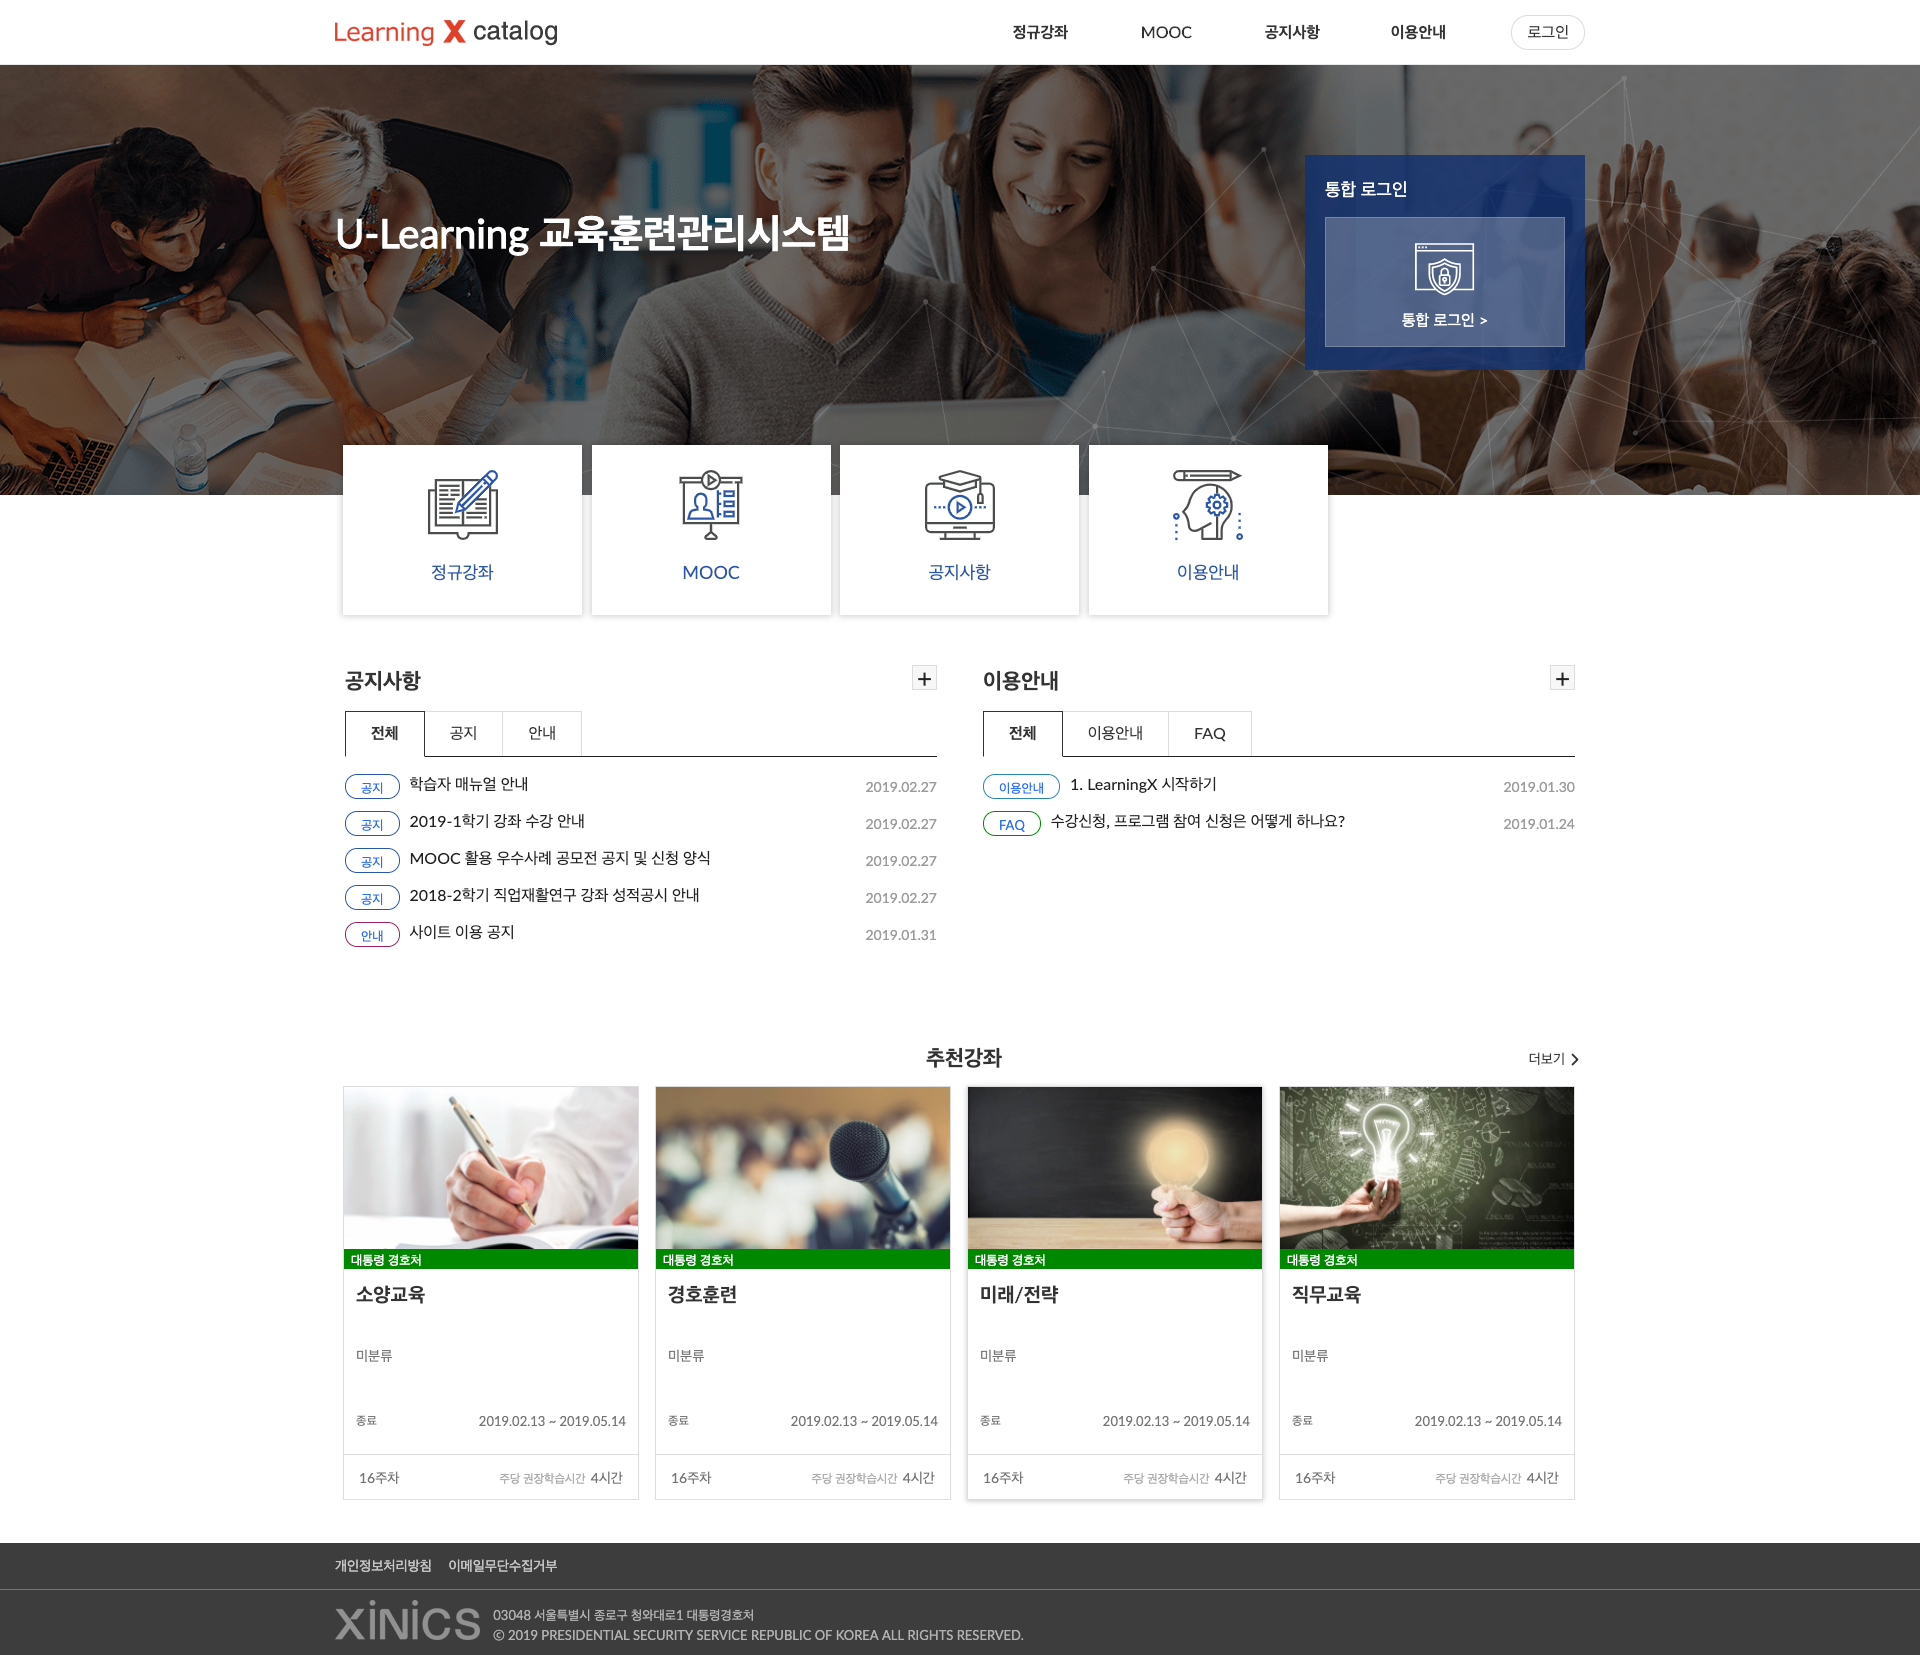 Learning X catalog
정규강좌
MOOC
공지사항
이용안내
로그인
U-Learning 교육훈련관리시스템
통합 로그인
통합 로그인 >
정규강좌
MOOC
공지사항
이용안내
공지사항
+
전체
공지
안내
공지 학습자 매뉴얼 안내 2019.02.27
공지 2019-1학기 강좌 수강 안내 2019.02.27
공지 MOOC 활용 우수사례 공모전 공지 및 신청 양식 2019.02.27
공지 2018-2학기 직업재활연구 강좌 성적공시 안내 2019.02.27
안내 사이트 이용 공지 2019.01.31
이용안내
+
전체
이용안내
FAQ
이용안내 1. LearningX 시작하기 2019.01.30
FAQ 수강신청, 프로그램 참여 신청은 어떻게 하나요? 2019.01.24
추천강좌
더보기
대통령 경호처
소양교육
미분류
종료 2019.02.13 ~ 2019.05.14
16주차 주당 권장학습시간 4시간
대통령 경호처
경호훈련
미분류
종료 2019.02.13 ~ 2019.05.14
16주차 주당 권장학습시간 4시간
대통령 경호처
미래/전략
미분류
종료 2019.02.13 ~ 2019.05.14
16주차 주당 권장학습시간 4시간
대통령 경호처
직무교육
미분류
종료 2019.02.13 ~ 2019.05.14
16주차 주당 권장학습시간 4시간
개인정보처리방침 이메일무단수집거부
XINICS
03048 서울특별시 종로구 청와대로1 대통령경호처
© 2019 PRESIDENTIAL SECURITY SERVICE REPUBLIC OF KOREA ALL RIGHTS RESERVED.